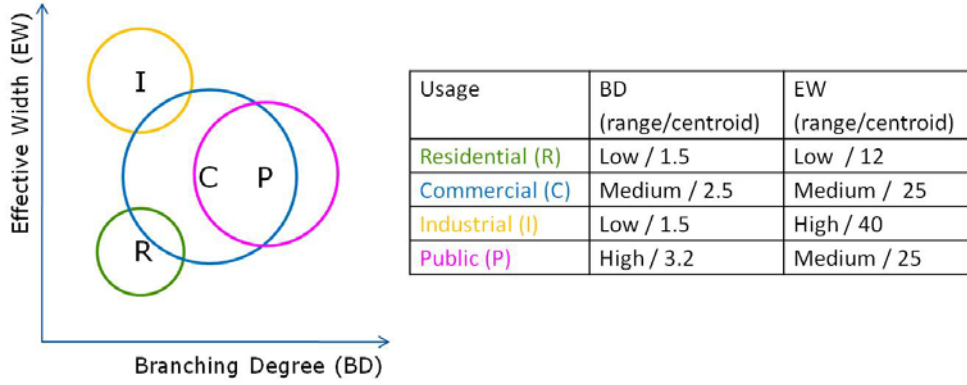 Effective Width (EW)
I
C P
R
Branching Degree (BD)
Usage BD EW
(range/centroid) (range/centroid)
Residential (R) Low / 1.5 Low / 12
Commercial (C) Medium / 2.5 Medium / 25
Industrial (I) Low / 1.5 High / 40
Public (P) High / 3.2 Medium / 25